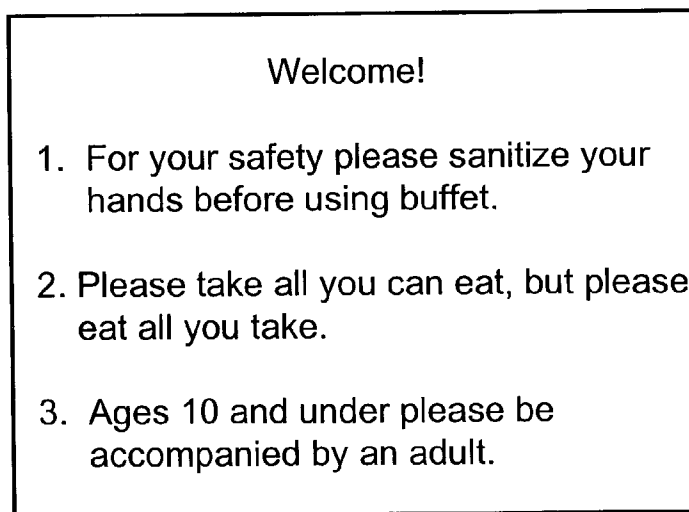 Welcome!
1. For your safety please sanitize your
hands before using buffet.
2. Please take all you can eat, but please
eat all you take.
3. Ages 10 and under please be
accompanied by an adult.